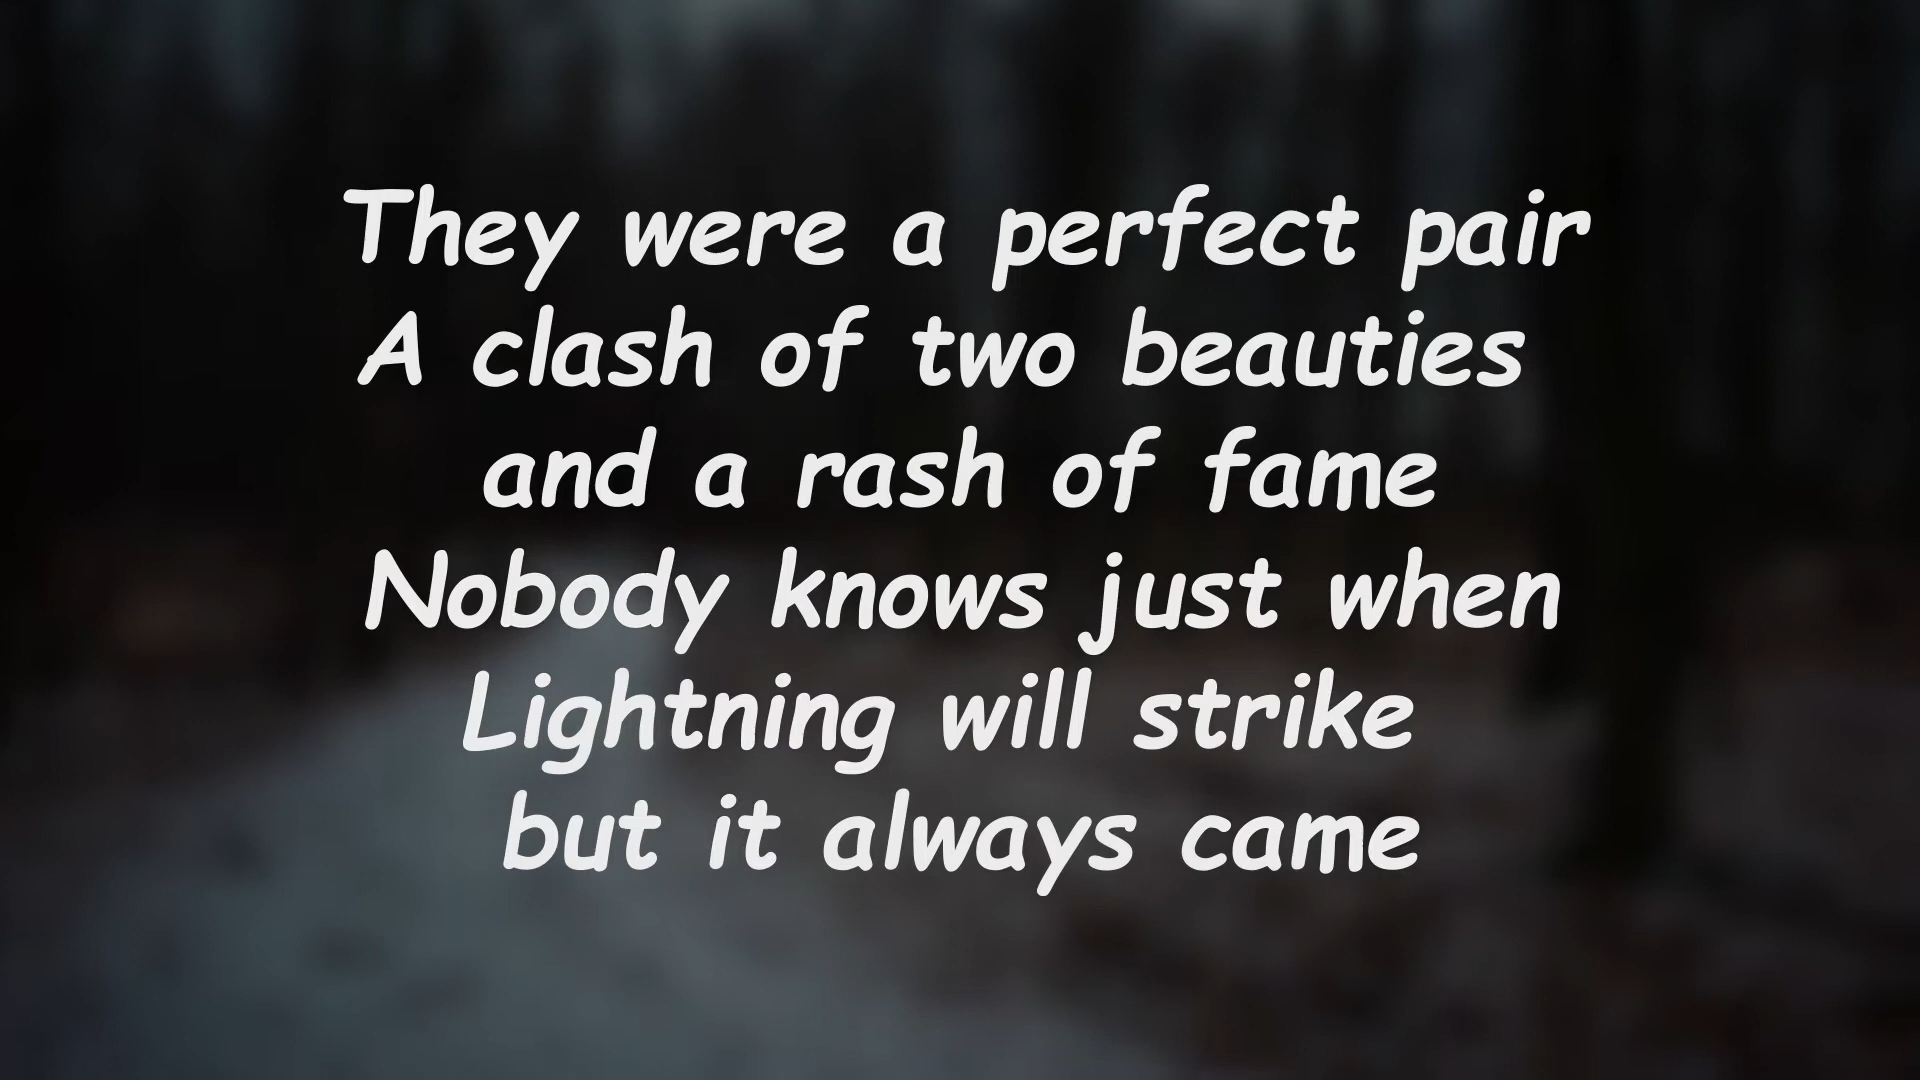 They were a perfect pair
A clash of two beauties
and a rash of fame
Nobody knows just when
Lightning will strike
but it always came